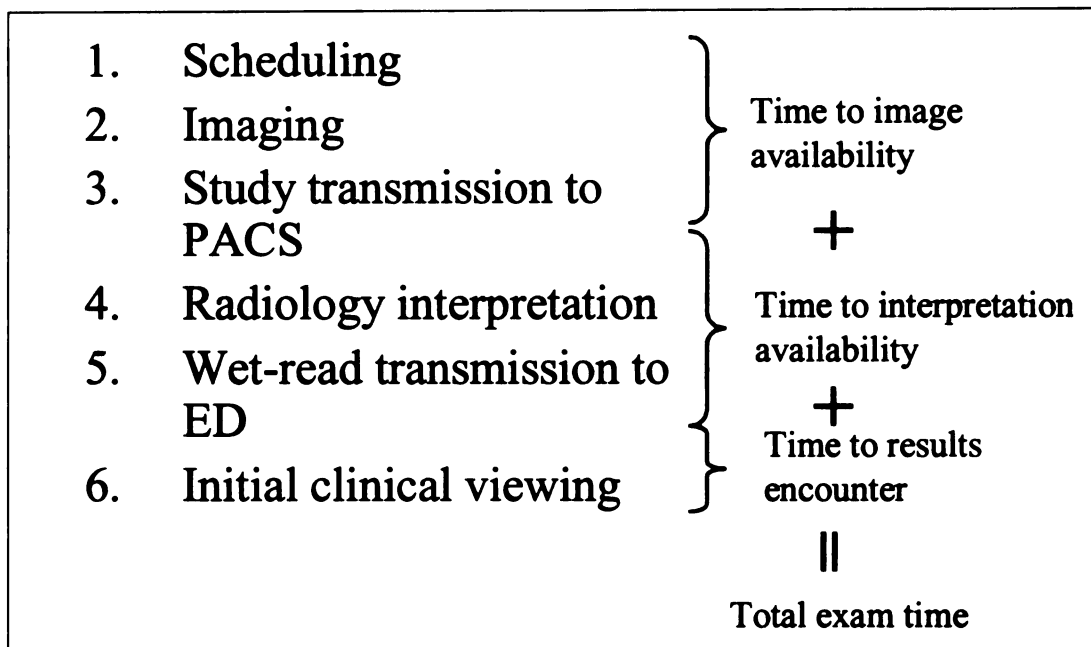 1. Scheduling
2. Imaging
3. Study transmission to
PACS
4. Radiology interpretation
5. Wet-read transmission to
ED
6. Initial clinical viewing
Time to image
availability
+
Time to interpretation
availability
+
Time to results
encounter
=
Total exam time